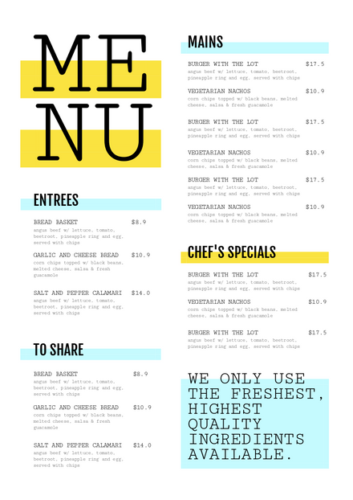 ME
NU
ENTREES
BREAD BASKET $8.9
angus beef w/ lettuce, tomato,
beetroot, pineapple ring and egg,
served with chips
GARLIC AND CHEESE BREAD $10.9
corn chips topped w/ black beans,
melted cheese, salsa & fresh
guacamole
SALT AND PEPPER CALAMARI $14.0
angus beef w/ lettuce, tomato,
beetroot, pineapple ring and egg,
served with chips
TO SHARE
BREAD BASKET $8.9
angus beef w/ lettuce, tomato,
beetroot, pineapple ring and egg,
served with chips
GARLIC AND CHEESE BREAD $10.9
corn chips topped w/ black beans,
melted cheese, salsa & fresh
guacamole
SALT AND PEPPER CALAMARI $14.0
angus beef w/ lettuce, tomato,
beetroot, pineapple ring and egg,
served with chips
MAINS
BURGER WITH THE LOT $17.5
angus beef w/ lettuce, tomato, beetroot,
pineapple ring and egg, served with chips
VEGETARIAN NACHOS $10.9
corn chips topped w/ black beans, melted
cheese, salsa & fresh guacamole
BURGER WITH THE LOT $17.5
angus beef w/ lettuce, tomato, beetroot,
pineapple ring and egg, served with chips
VEGETARIAN NACHOS $10.9
corn chips topped w/ black beans, melted
cheese, salsa & fresh guacamole
BURGER WITH THE LOT $17.5
angus beef w/ lettuce, tomato, beetroot,
pineapple ring and egg, served with chips
VEGETARIAN NACHOS $10.9
corn chips topped w/ black beans, melted
cheese, salsa & fresh guacamole
CHEF'S SPECIALS
BURGER WITH THE LOT $17.5
angus beef w/ lettuce, tomato, beetroot,
pineapple ring and egg, served with chips
VEGETARIAN NACHOS $10.9
corn chips topped w/ black beans, melted
cheese, salsa & fresh guacamole
BURGER WITH THE LOT $17.5
angus beef w/ lettuce, tomato, beetroot,
pineapple ring and egg, served with chips
WE ONLY USE
THE FRESHEST,
HIGHEST
QUALITY
INGREDIENTS
AVAILABLE.